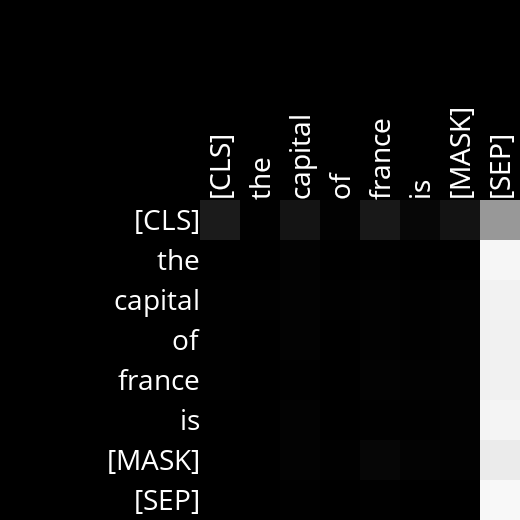 [CLS] the capital of france is [MASK] [SEP]
[CLS]
the
capital
of
france
is
[MASK]
[SEP]